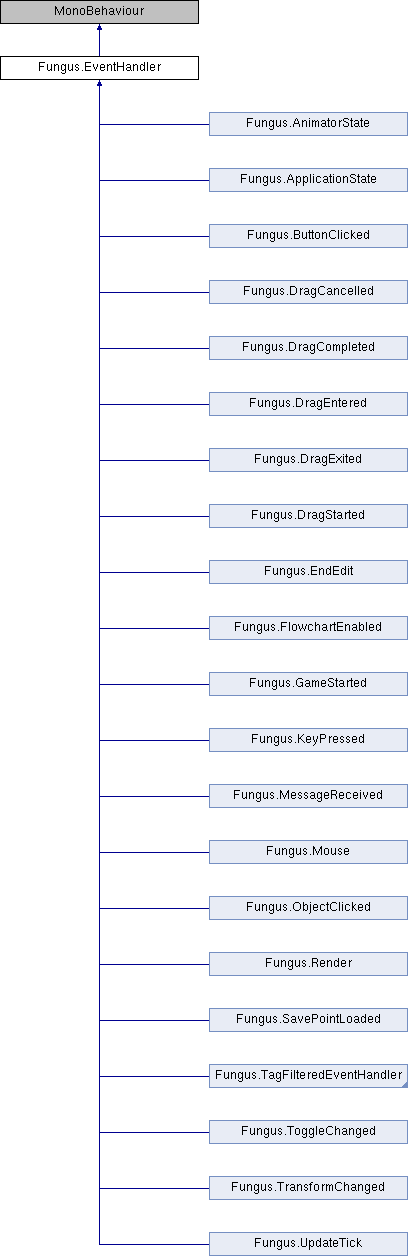 MonoBehaviour
Fungus.EventHandler
Fungus.AnimatorState
Fungus.ApplicationState
Fungus.ButtonClicked
Fungus.DragCancelled
Fungus.DragCompleted
Fungus.DragEntered
Fungus.DragExited
Fungus.DragStarted
Fungus.EndEdit
Fungus.FlowchartEnabled
Fungus.GameStarted
Fungus.KeyPressed
Fungus.MessageReceived
Fungus.Mouse
Fungus.ObjectClicked
Fungus.Render
Fungus.SavePointLoaded
Fungus.TagFilteredEventHandler
Fungus.ToggleChanged
Fungus.TransformChanged
Fungus.UpdateTick